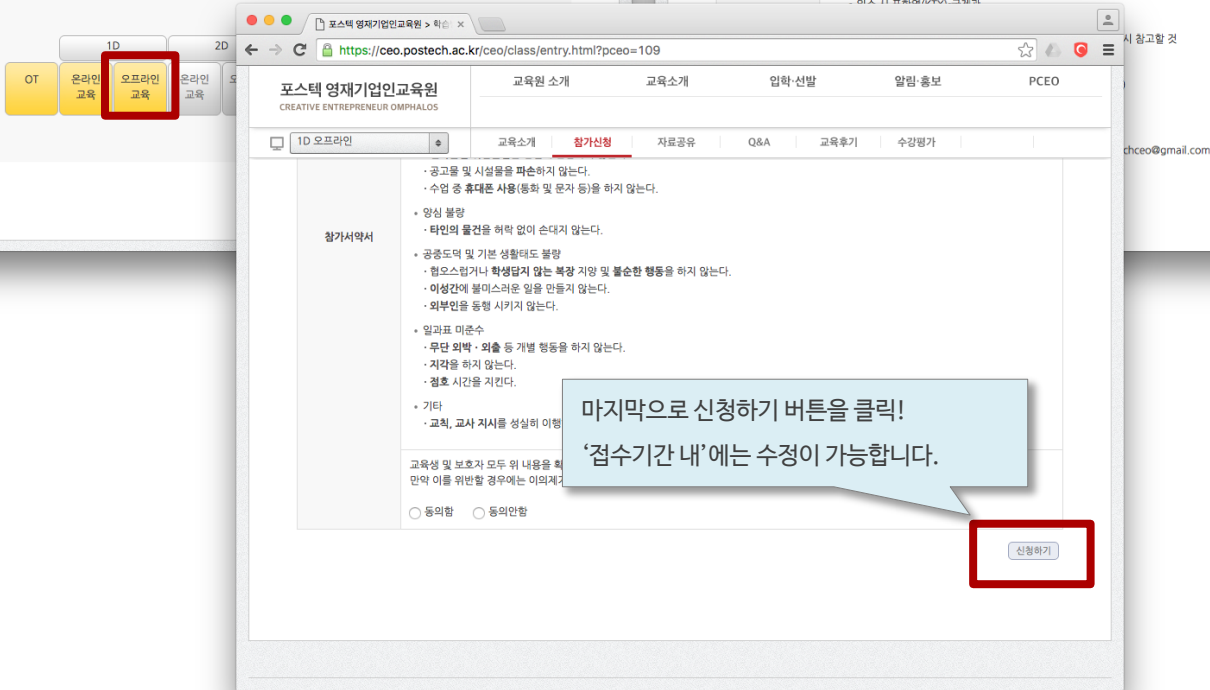 1D
2D
OT
온라인
교육
오프라인
교육
온라인
교육
시 참고할 것
chceo@gmail.com
포스텍 영재기업인교육원 > 학습
https://ceo.postech.ac.kr/ceo/class/entry.html?pceo=109
포스텍 영재기업인교육원
CREATIVE ENTREPRENEUR OMPHALOS
교육원 소개
교육소개
입학·선발
알림·홍보
PCEO
1D 오프라인
교육소개
참가신청
자료공유
Q&A
교육후기
수강평가
참가서약서
· 공고물 및 시설물을 파손하지 않는다.
· 수업 중 휴대폰 사용(통화 및 문자 등)을 하지 않는다.
• 양심 불량
· 타인의 물건을 허락 없이 손대지 않는다.
• 공중도덕 및 기본 생활태도 불량
· 혐오스럽거나 학생답지 않는 복장 지양 및 불순한 행동을 하지 않는다.
· 이성간에 불미스러운 일을 만들지 않는다.
· 외부인을 동행 시키지 않는다.
• 일과표 미준수
· 무단 외박 · 외출 등 개별 행동을 하지 않는다.
· 지각을 하지 않는다.
· 점호 시간을 지킨다.
• 기타
· 교칙, 교사 지시를 성실히 이행
교육생 및 보호자 모두 위 내용을 확
만약 이를 위반할 경우에는 이의제기
동의함
동의안함
마지막으로 신청하기 버튼을 클릭!
‘접수기간 내’에는 수정이 가능합니다.
신청하기